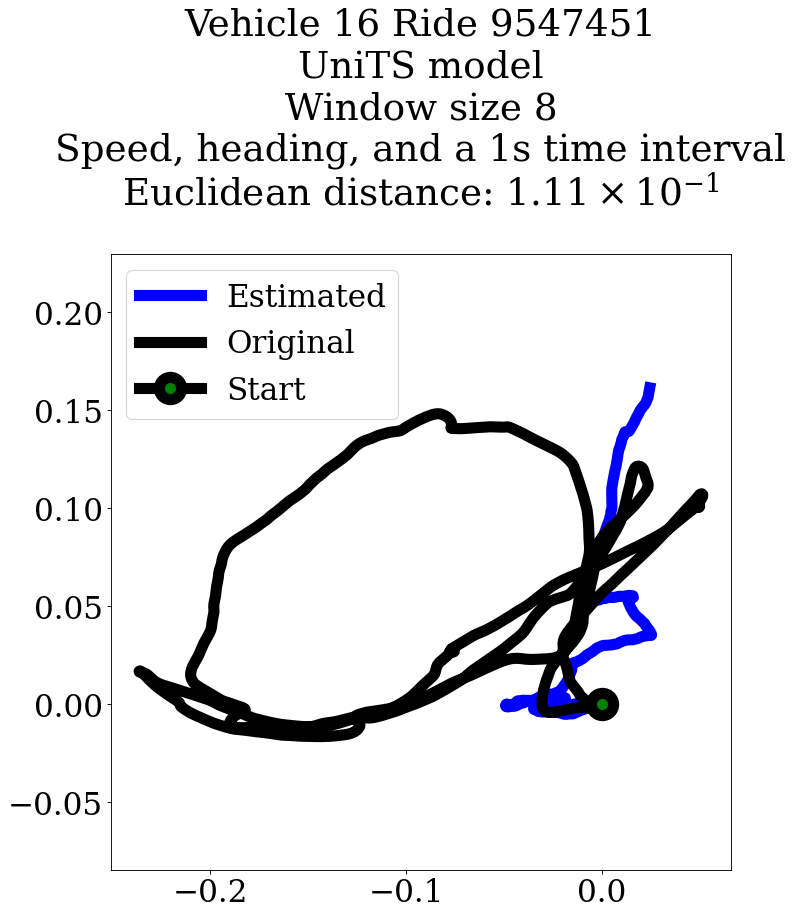 Vehicle 16 Ride 9547451
UniTS model
Window size 8
Speed, heading, and a 1s time interval
Euclidean distance: 1.11 × 10⁻¹
Estimated
Original
Start
0.20
0.15
0.10
0.05
0.00
−0.05
−0.2
−0.1
0.0